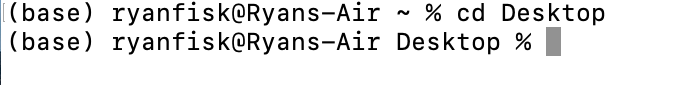 (base) ryanfisk@Ryans-Air ~ % cd Desktop
(base) ryanfisk@Ryans-Air Desktop %